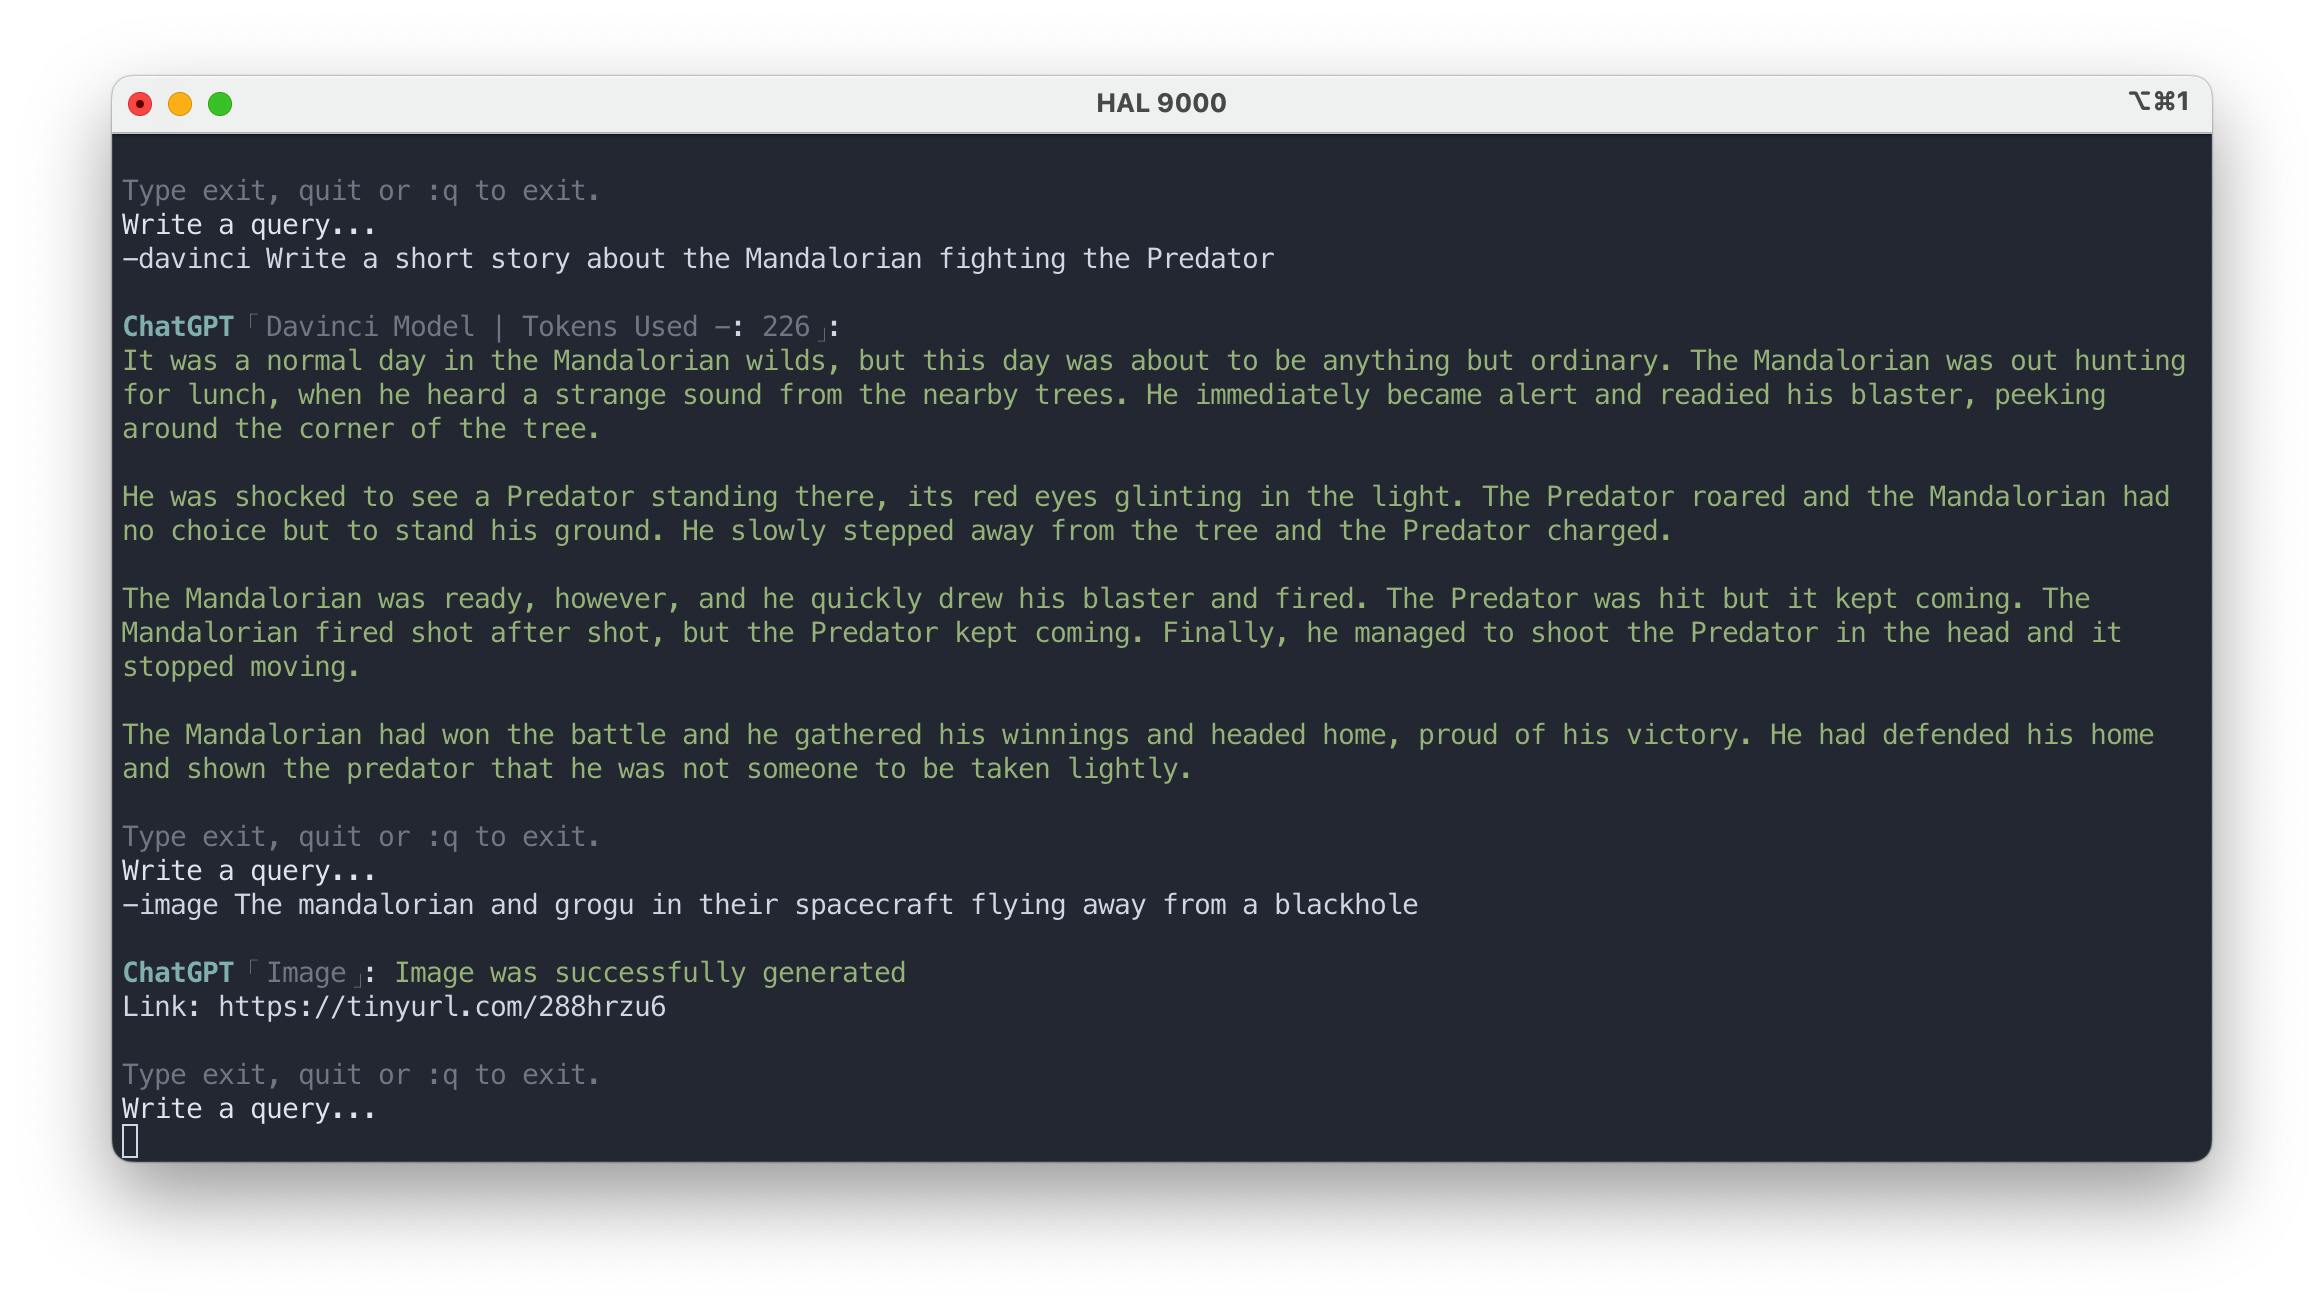 HAL 9000
⌥⌘1
Type exit, quit or :q to exit.
Write a query...
-davinci Write a short story about the Mandalorian fighting the Predator
ChatGPT「Davinci Model | Tokens Used -: 226」:
It was a normal day in the Mandalorian wilds, but this day was about to be anything but ordinary. The Mandalorian was out hunting
for lunch, when he heard a strange sound from the nearby trees. He immediately became alert and readied his blaster, peeking
around the corner of the tree.
He was shocked to see a Predator standing there, its red eyes glinting in the light. The Predator roared and the Mandalorian had
no choice but to stand his ground. He slowly stepped away from the tree and the Predator charged.
The Mandalorian was ready, however, and he quickly drew his blaster and fired. The Predator was hit but it kept coming. The
Mandalorian fired shot after shot, but the Predator kept coming. Finally, he managed to shoot the Predator in the head and it
stopped moving.
The Mandalorian had won the battle and he gathered his winnings and headed home, proud of his victory. He had defended his home
and shown the predator that he was not someone to be taken lightly.
Type exit, quit or :q to exit.
Write a query...
-image The mandalorian and grogu in their spacecraft flying away from a blackhole
ChatGPT「Image」: Image was successfully generated
Link: https://tinyurl.com/288hrzu6
Type exit, quit or :q to exit.
Write a query...